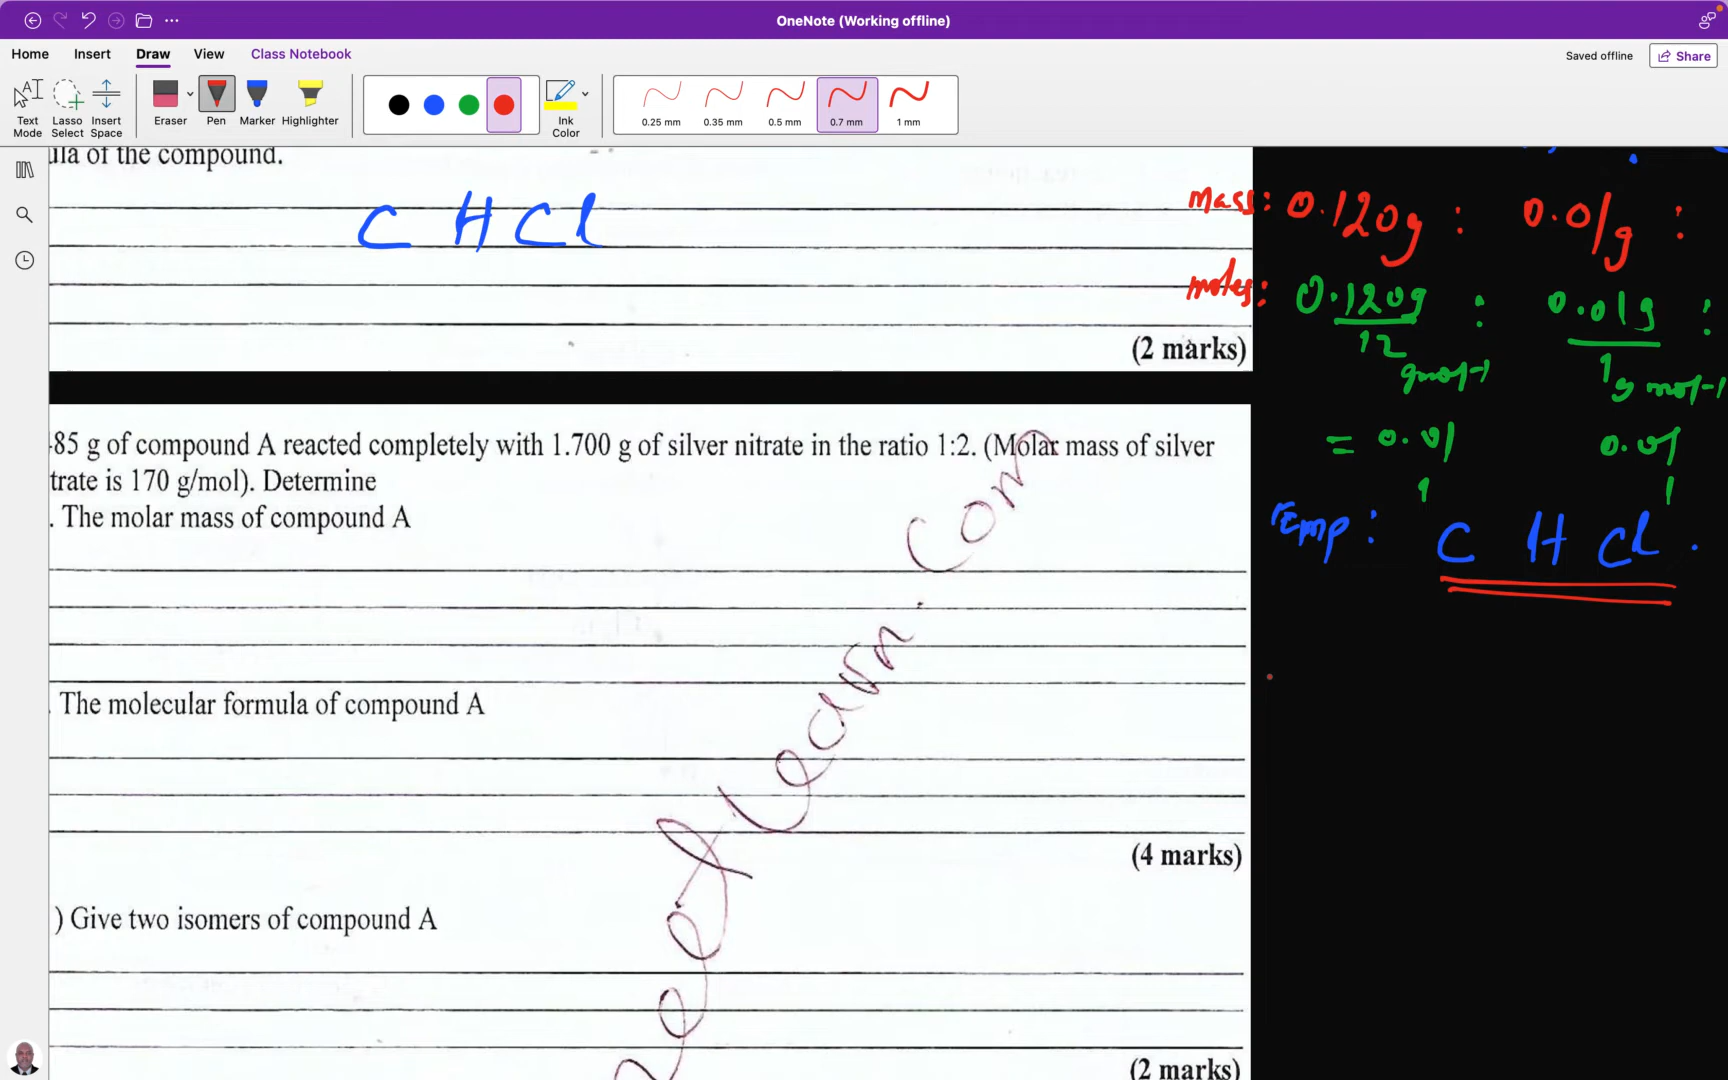 OneNote (Working offline)
Home Insert Draw View Class Notebook
Saved offline Share
Text Mode
Lasso Select
Insert Space
Eraser
Pen
Marker
Highlighter
Ink Color
0.25 mm
0.35 mm
0.5 mm
0.7 mm
1 mm
ula of the compound.
C H Cl
(2 marks)
85 g of compound A reacted completely with 1.700 g of silver nitrate in the ratio 1:2. (Molar mass of silver
trate is 170 g/mol). Determine
. The molar mass of compound A
. The molecular formula of compound A
(4 marks)
) Give two isomers of compound A
(2 marks)
mass: 0.120g : 0.01g :
moles: 0.120g : 0.01g :
12 gmol-1 1g mol-1
= 0.01 0.01
1 1
Emp: C H Cl .